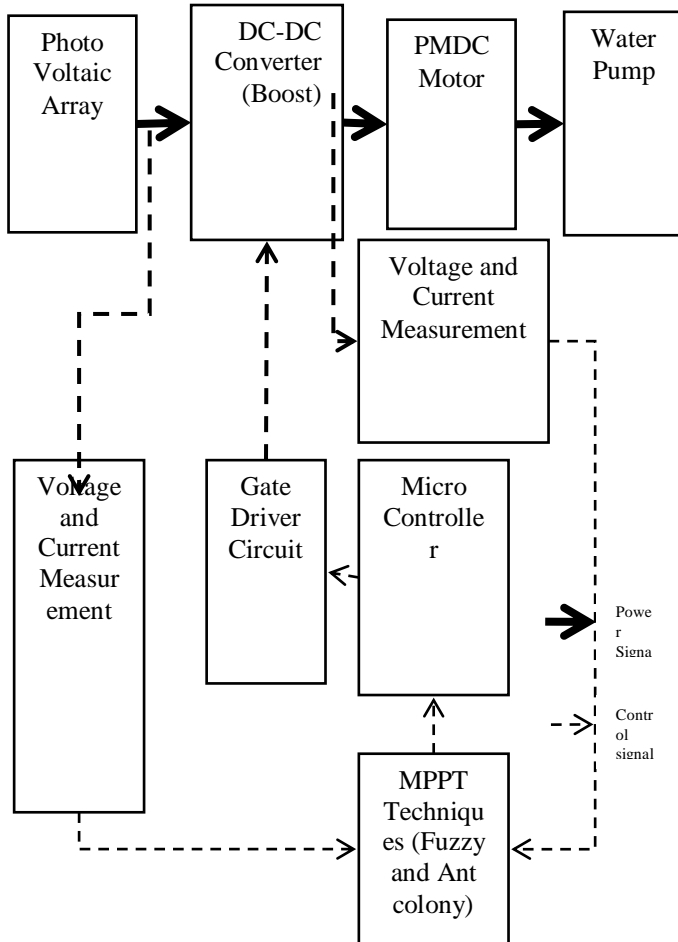 Photo
Voltaic
Array
DC-DC
Converter
(Boost)
PMDC
Motor
Water
Pump
Voltage and
Current
Measurement
Voltage
and
Current
Measur
ement
Gate
Driver
Circuit
Micro
Controlle
r
Powe
r
Signa
Contr
ol
signal
MPPT
Techniqu
es (Fuzzy
and Ant
colony)